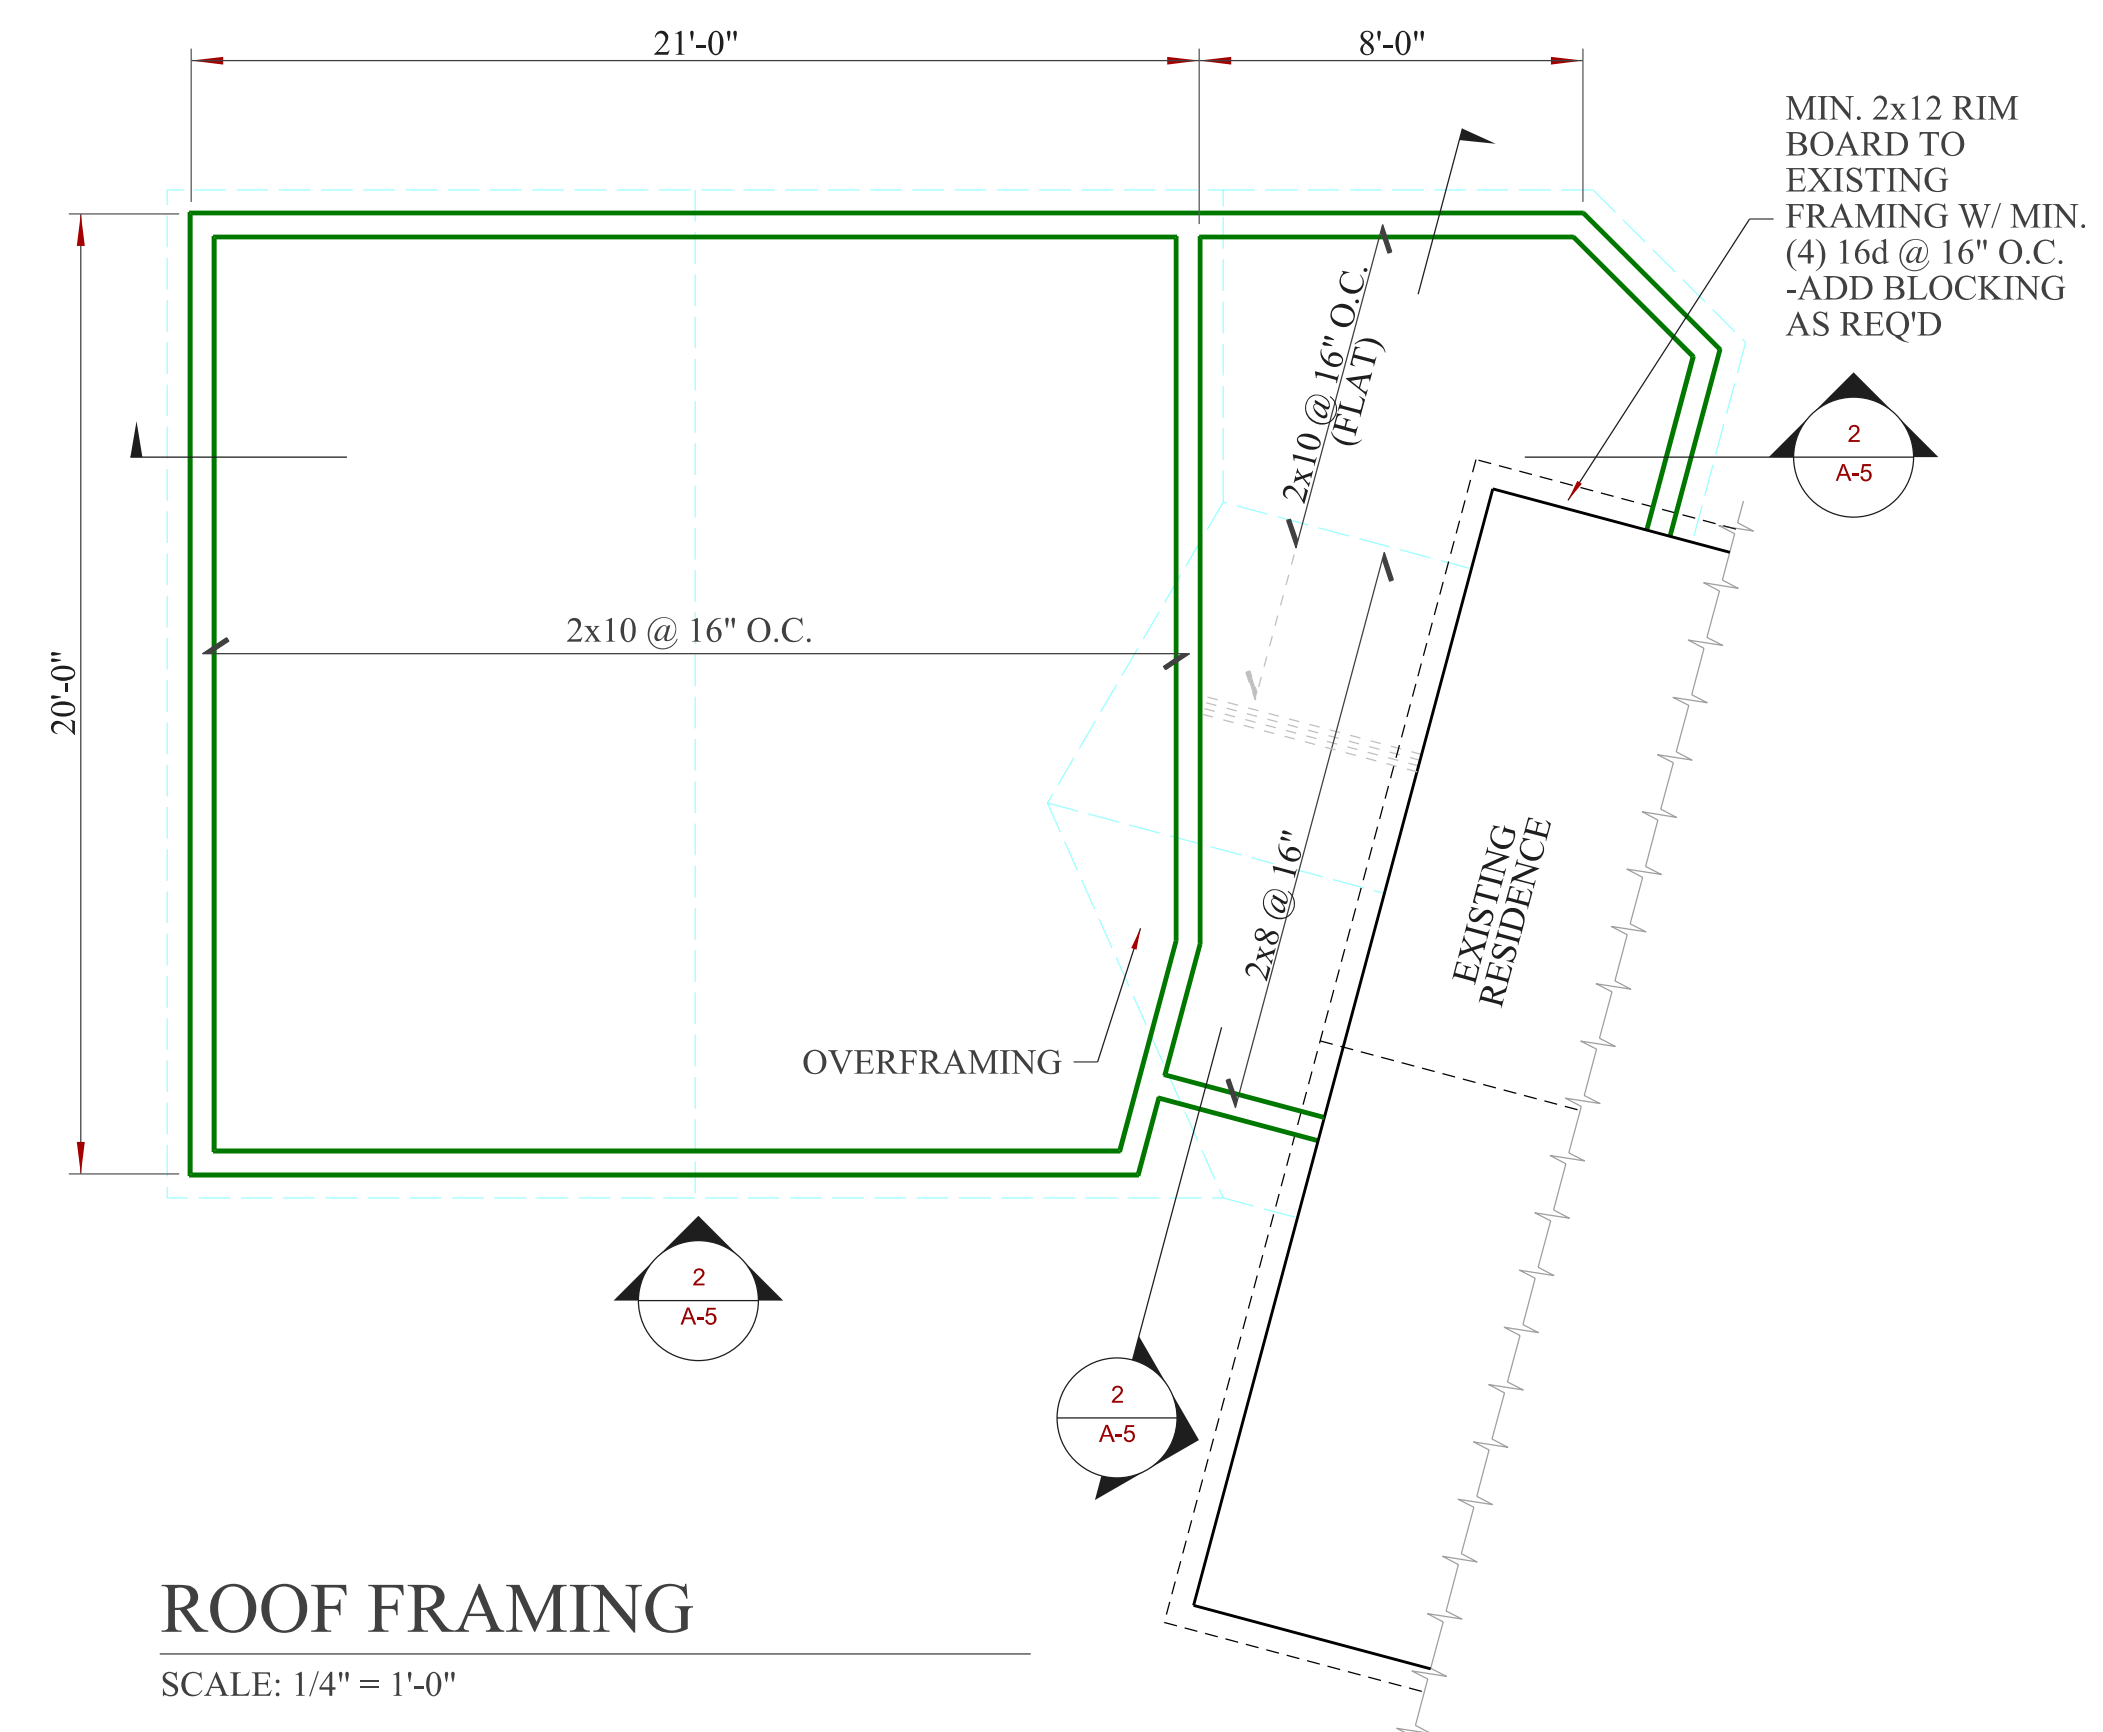 21'-0"
8'-0"
MIN. 2x12 RIM
BOARD TO
EXISTING
FRAMING W/ MIN.
(4) 16d @ 16" O.C.
-ADD BLOCKING
AS REQ'D
2x10 @ 16" O.C.
(FLAT)
2
A-5
2x10 @ 16" O.C.
20'-0"
2x8 @ 16"
EXISTING
RESIDENCE
OVERFRAMING
2
A-5
2
A-5
ROOF FRAMING
SCALE: 1/4" = 1'-0"